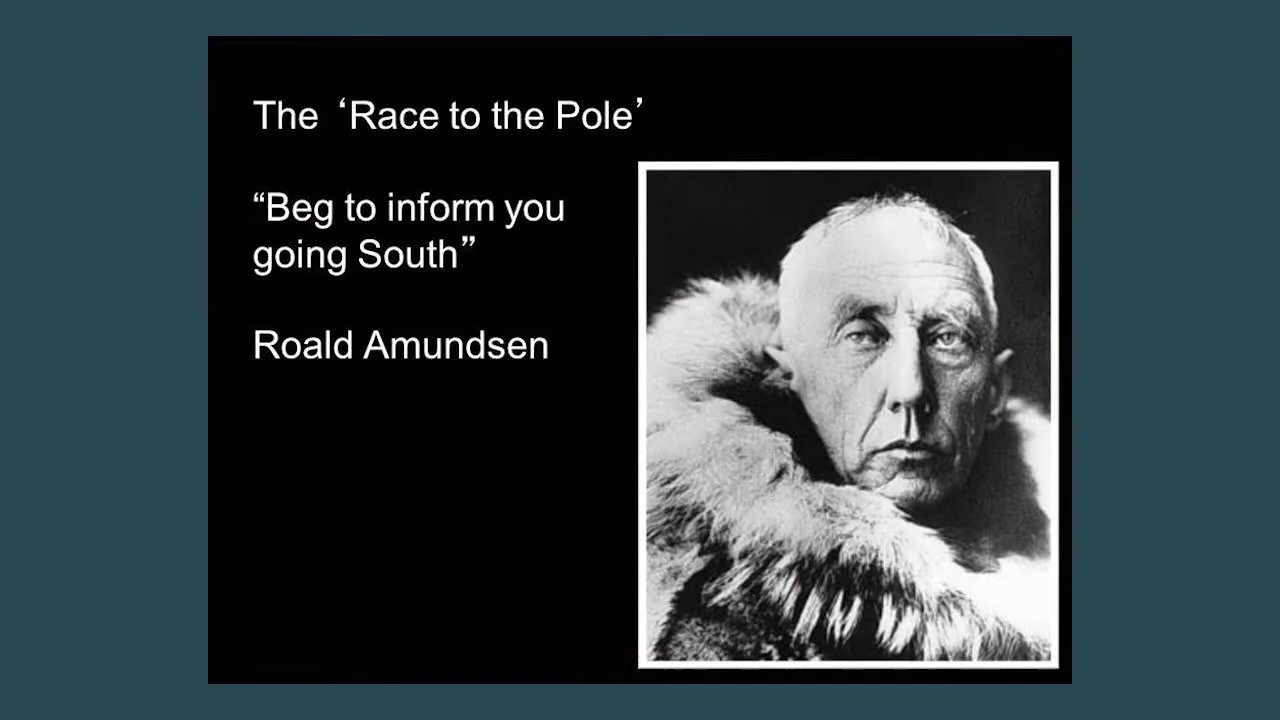 The ‘Race to the Pole’
“Beg to inform you
going South”
Roald Amundsen